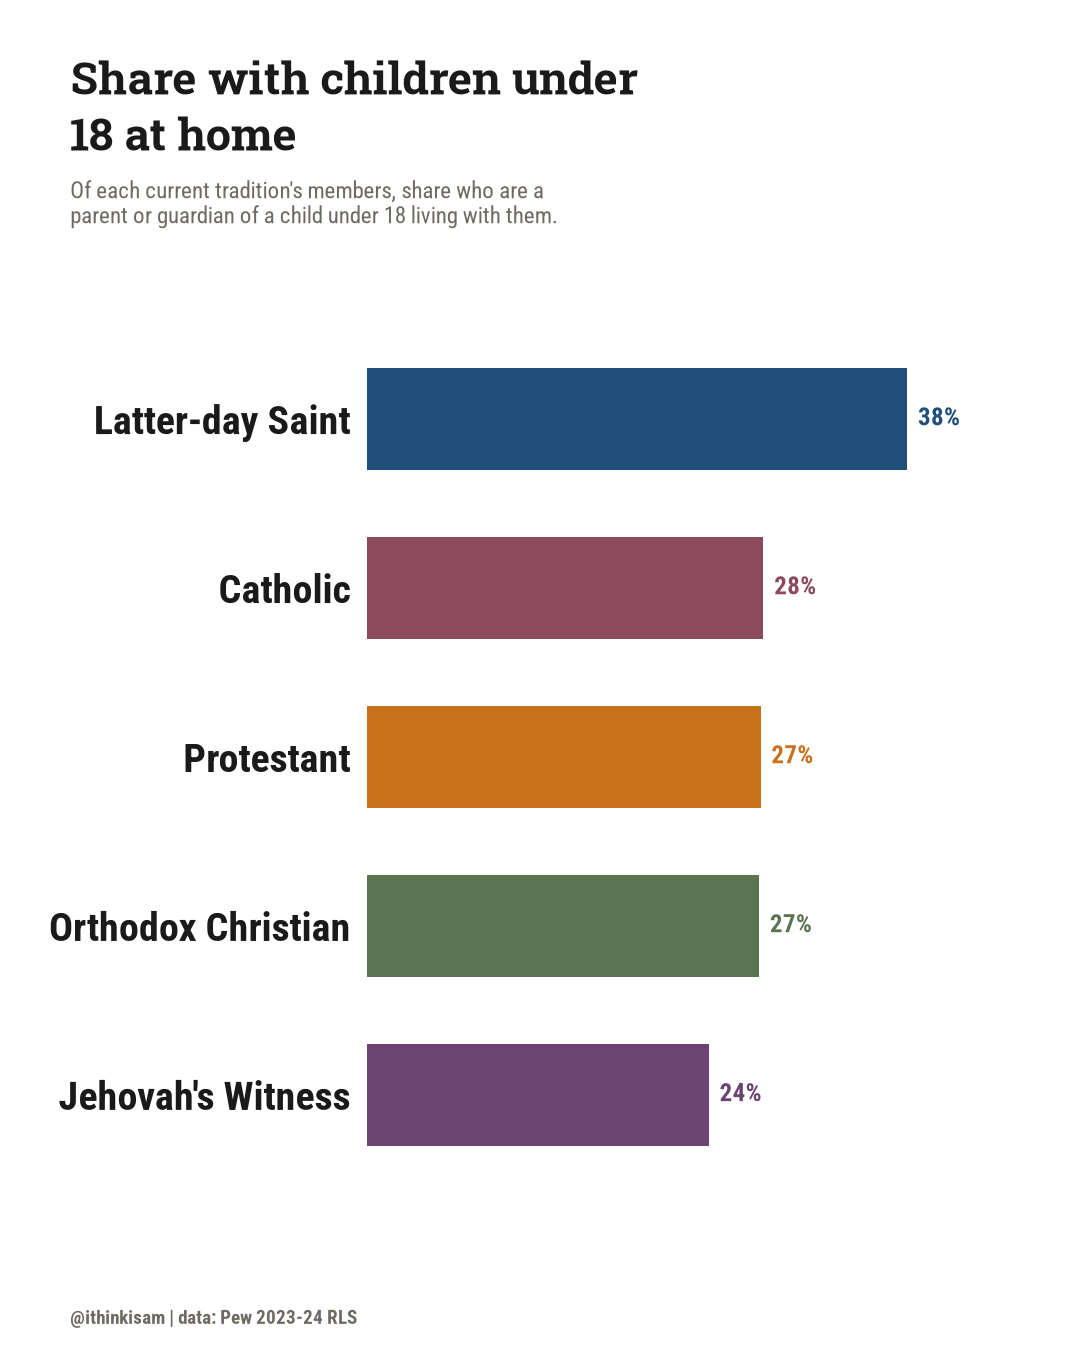 Share with children under
18 at home
Of each current tradition's members, share who are a
parent or guardian of a child under 18 living with them.
Latter-day Saint 38%
Catholic 28%
Protestant 27%
Orthodox Christian 27%
Jehovah's Witness 24%
@ithinkisam | data: Pew 2023-24 RLS